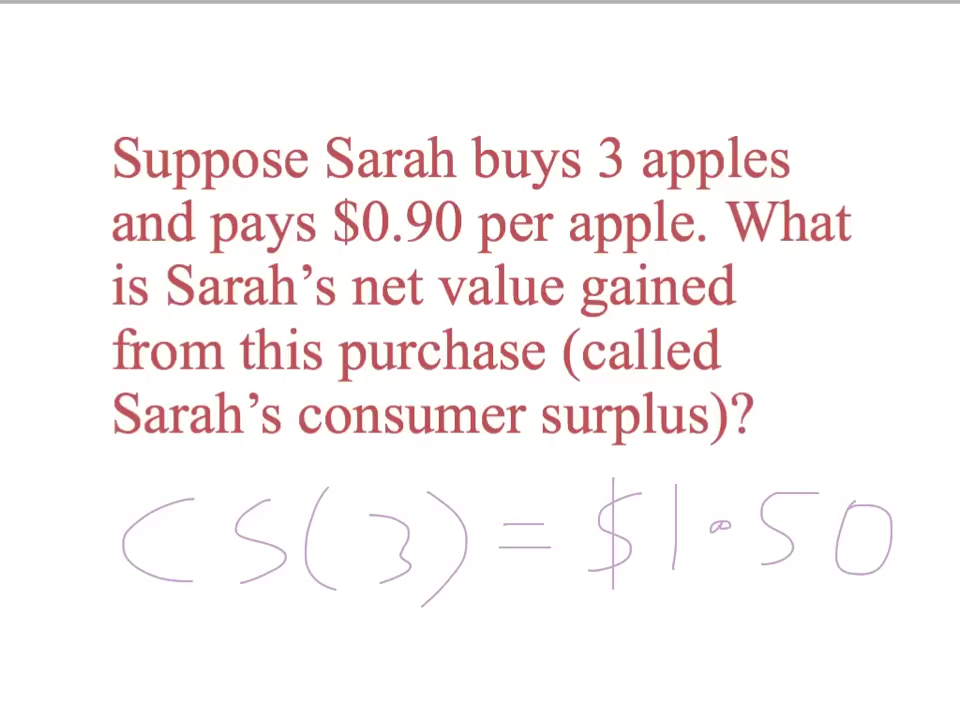 Suppose Sarah buys 3 apples
and pays $0.90 per apple. What
is Sarah’s net value gained
from this purchase (called
Sarah’s consumer surplus)?
CS(3) = $1.50